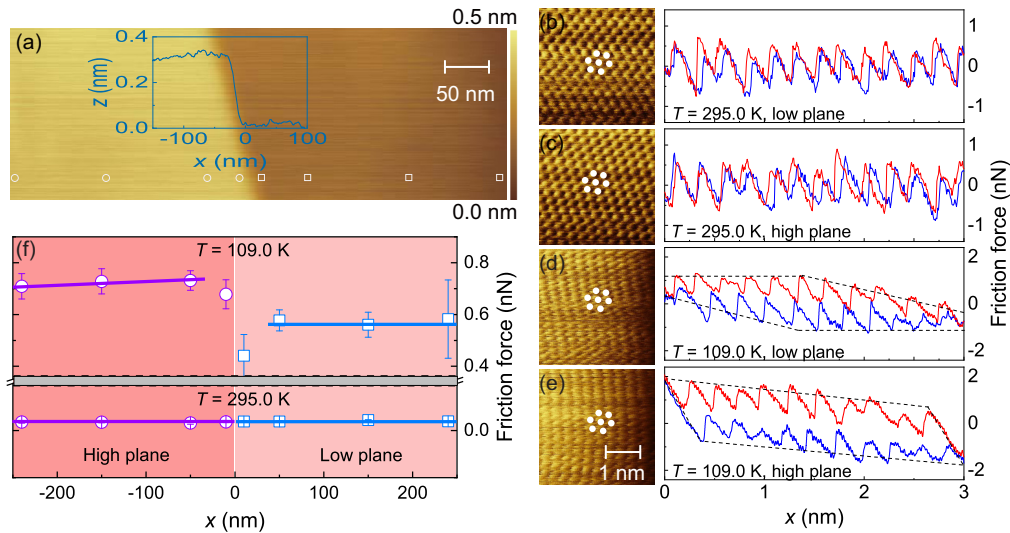 (a)
0.5 nm
0.4
0.2
0.0
z (nm)
-100
0
100
x (nm)
50 nm
0.0 nm
(b)
1
0
-1
T = 295.0 K, low plane
(c)
1
0
-1
T = 295.0 K, high plane
(d)
2
0
-2
T = 109.0 K, low plane
(e)
1 nm
2
0
-2
T = 109.0 K, high plane
0
1
2
3
x (nm)
Friction force (nN)
(f)
T = 109.0 K
0.8
0.6
0.4
T = 295.0 K
0.0
High plane
Low plane
Friction force (nN)
-200
-100
0
100
200
x (nm)